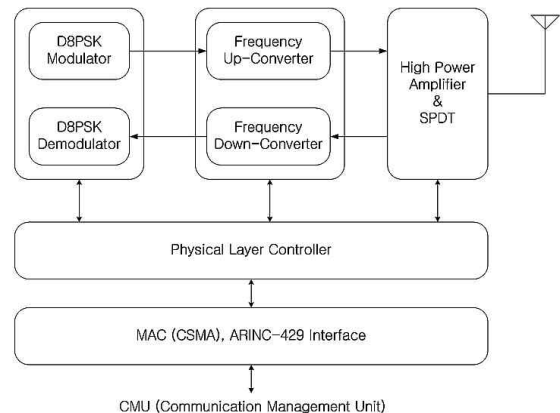 D8PSK
Modulator
Frequency
Up-Converter
High Power
Amplifier
&
SPDT
D8PSK
Demodulator
Frequency
Down-Converter
Physical Layer Controller
MAC (CSMA), ARINC-429 Interface
CMU (Communication Management Unit)